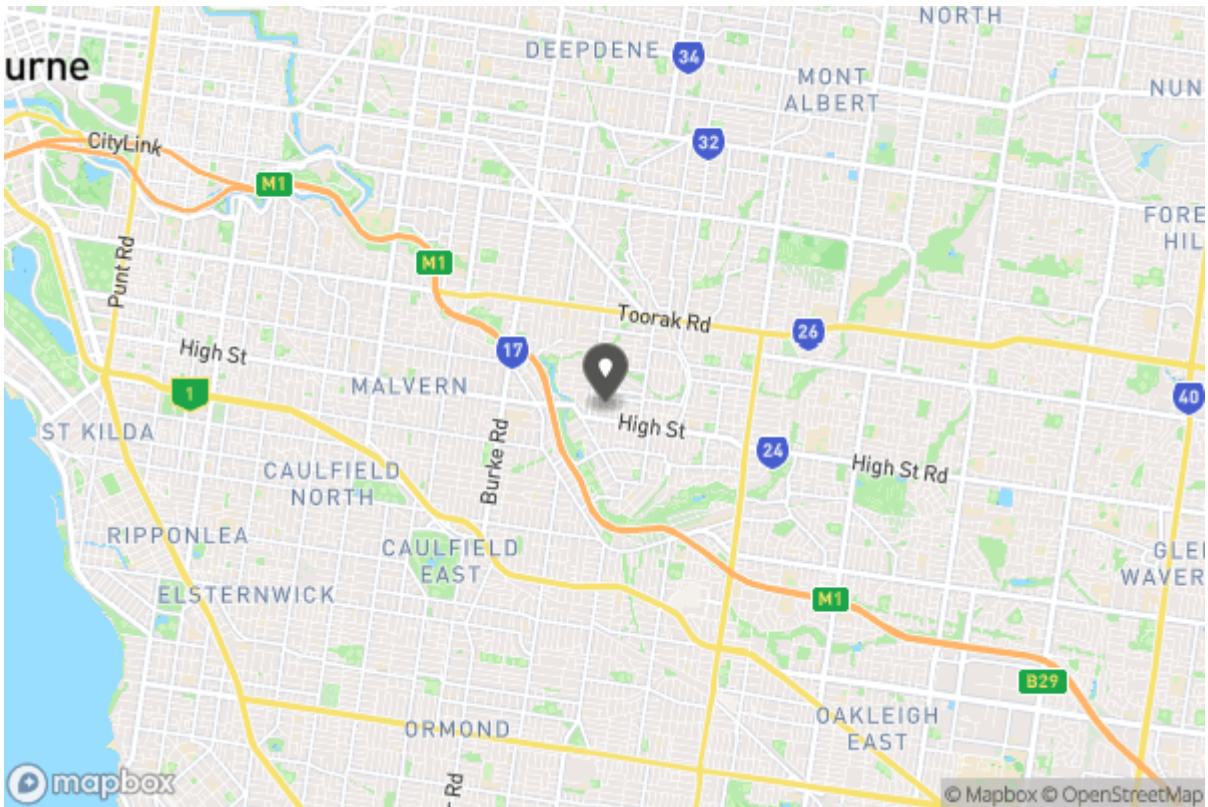 NORTH
DEEPDENE
34
urne
MONT
ALBERT
NUN
CityLink
32
M1
FORE
HIL
Punt Rd
M1
Toorak Rd
26
High St
17
MALVERN
1
40
High St
ST KILDA
Burke Rd
24
High St Rd
CAULFIELD
NORTH
RIPPONLEA
CAULFIELD
EAST
GLE
WAVER
ELSTERNWICK
M1
B29
ORMOND
OAKLEIGH
EAST
mapbox
r Rd
© Mapbox © OpenStreetMap